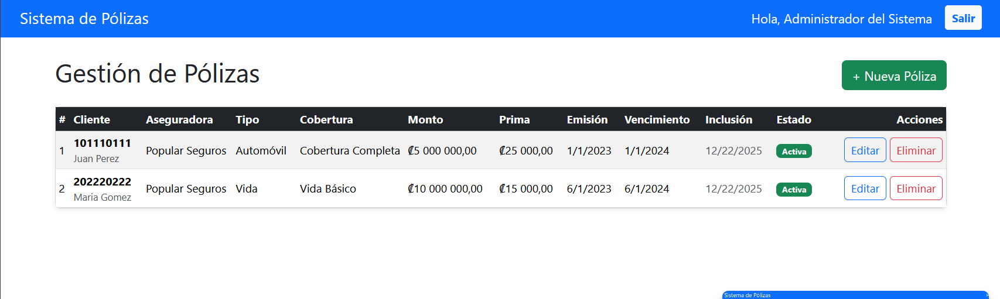 Sistema de Pólizas Hola, Administrador del Sistema Salir
Gestión de Pólizas + Nueva Póliza
# Cliente Aseguradora Tipo Cobertura Monto Prima Emisión Vencimiento Inclusión Estado Acciones
1 101110111 Juan Perez Popular Seguros Automóvil Cobertura Completa ₡5 000 000,00 ₡25 000,00 1/1/2023 1/1/2024 12/22/2025 Activa Editar Eliminar
2 202220222 Maria Gomez Popular Seguros Vida Vida Básico ₡10 000 000,00 ₡15 000,00 6/1/2023 6/1/2024 12/22/2025 Activa Editar Eliminar
Sistema de Pólizas